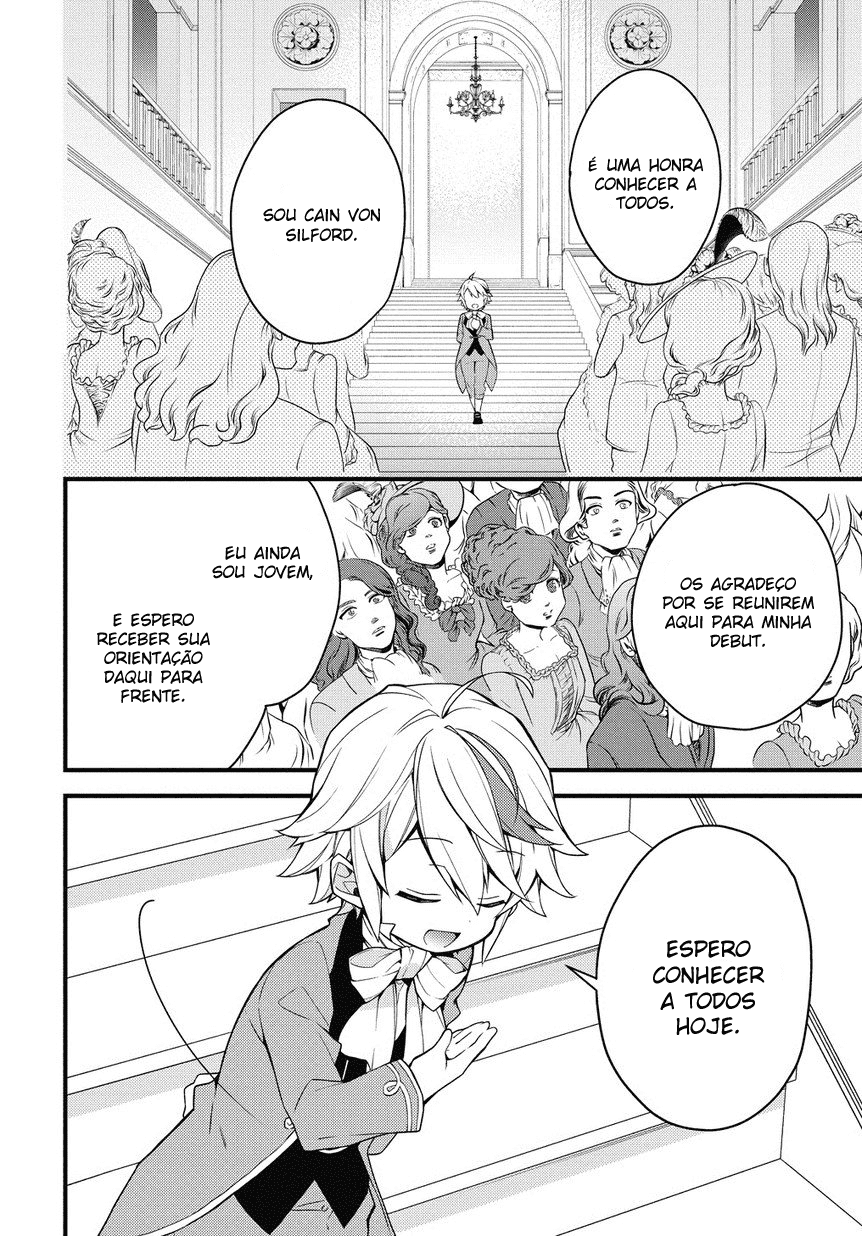 É UMA HONRA
CONHECER A
TODOS.
SOU CAIN VON
SILFORD.
OS AGRADEÇO
POR SE REUNIREM
AQUI PARA MINHA
DEBUT.
EU AINDA
SOU JOVEM,
E ESPERO
RECEBER SUA
ORIENTAÇÃO
DAQUI PARA
FRENTE.
ESPERO
CONHECER
A TODOS
HOJE.